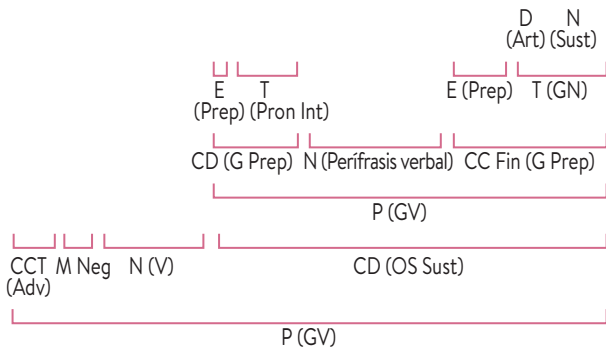 D N
(Art) (Sust)
E T E (Prep) T (GN)
(Prep) (Pron Int)
CD (G Prep) N (Perífrasis verbal) CC Fin (G Prep)
P (GV)
CCT M Neg N (V) CD (OS Sust)
(Adv)
P (GV)